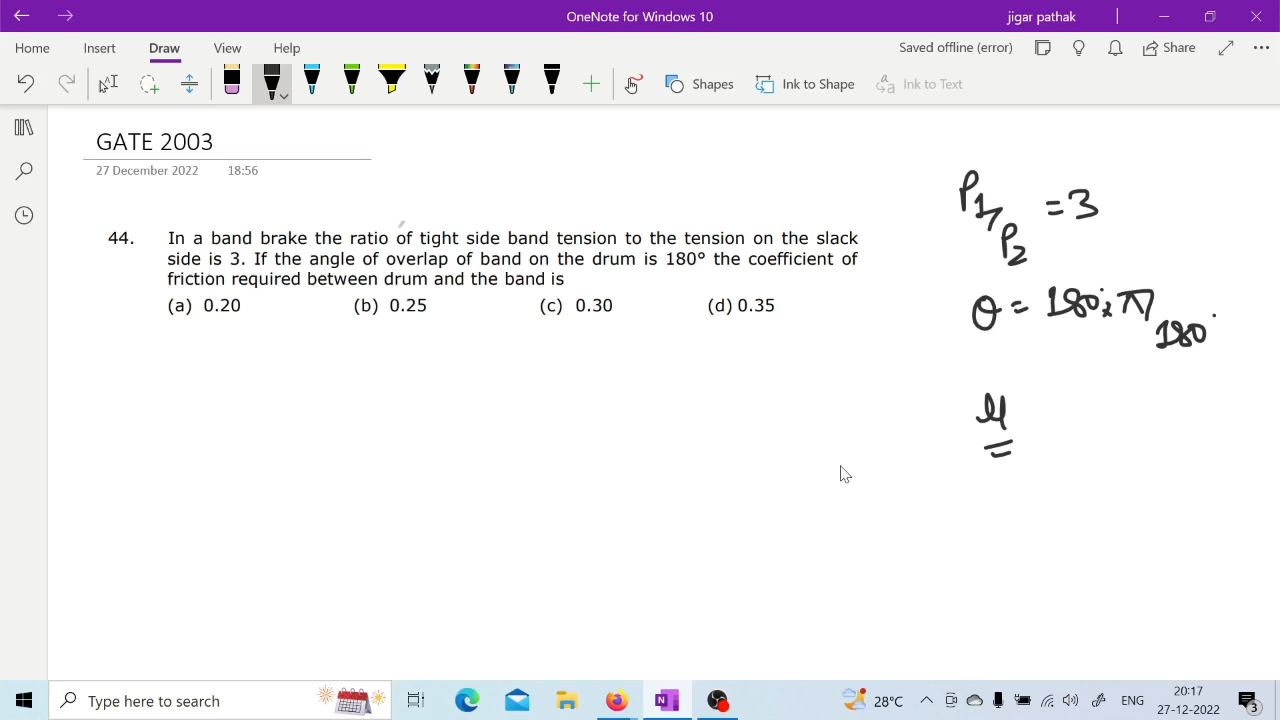 OneNote for Windows 10
jigar pathak
Home Insert Draw View Help
Saved offline (error)
Share
Shapes
Ink to Shape
Ink to Text
GATE 2003
27 December 2022 18:56
44. In a band brake the ratio of tight side band tension to the tension on the slack
side is 3. If the angle of overlap of band on the drum is 180° the coefficient of
friction required between drum and the band is
(a) 0.20 (b) 0.25 (c) 0.30 (d) 0.35
P1/P2 = 3
θ = 180° × π/180°
μ
=
Type here to search
28°C
ENG
20:17
27-12-2022
3